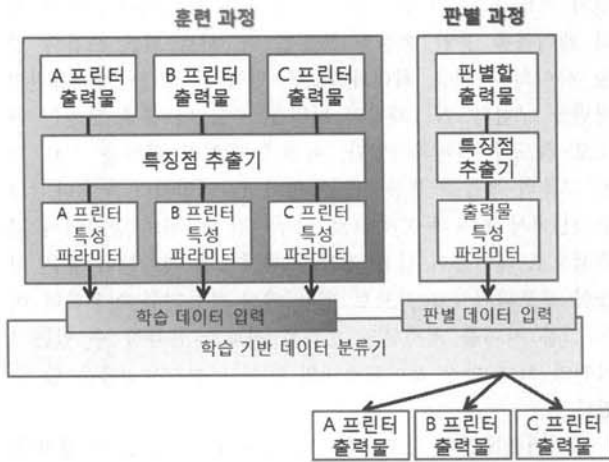 훈련 과정
판별 과정
A 프린터
출력물
B 프린터
출력물
C 프린터
출력물
판별할
출력물
특징점 추출기
특징점
추출기
A 프린터
특성
파라미터
B 프린터
특성
파라미터
C 프린터
특성
파라미터
출력물
특성
파라미터
학습 데이터 입력
판별 데이터 입력
학습 기반 데이터 분류기
A 프린터
출력물
B 프린터
출력물
C 프린터
출력물